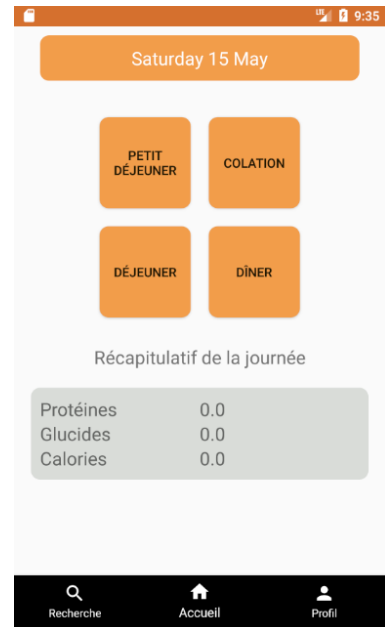 LTE 9:35
Saturday 15 May
PETIT
DÉJEUNER
COLATION
DÉJEUNER
DÎNER
Récapitulatif de la journée
Protéines 0.0
Glucides 0.0
Calories 0.0
Recherche
Accueil
Profil